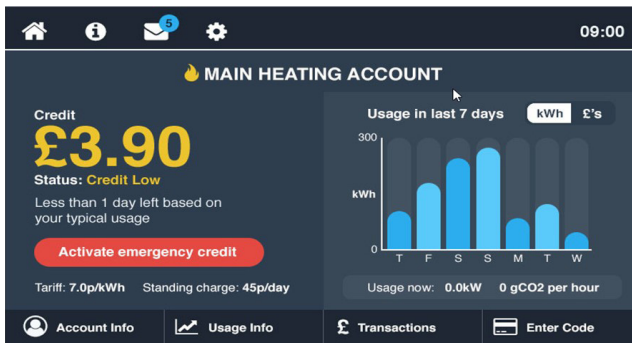 5
09:00
MAIN HEATING ACCOUNT
Credit
£3.90
Status: Credit Low
Less than 1 day left based on
your typical usage
Activate emergency credit
Tariff: 7.0p/kWh Standing charge: 45p/day
Usage in last 7 days kWh £'s
300
kWh
0
T F S S M T W
Usage now: 0.0kW 0 gCO2 per hour
Account Info Usage Info £ Transactions Enter Code